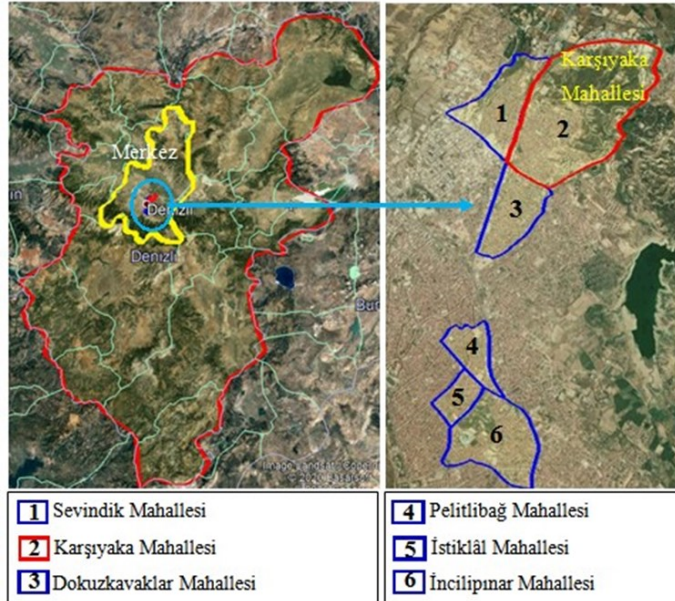 Merkez
Denizli
Denizli
Karşıyaka
Mahallesi
1
2
3
4
5
6
1 Sevindik Mahallesi
2 Karşıyaka Mahallesi
3 Dokuzkavaklar Mahallesi
4 Pelitlibağ Mahallesi
5 İstiklâl Mahallesi
6 İncilipınar Mahallesi